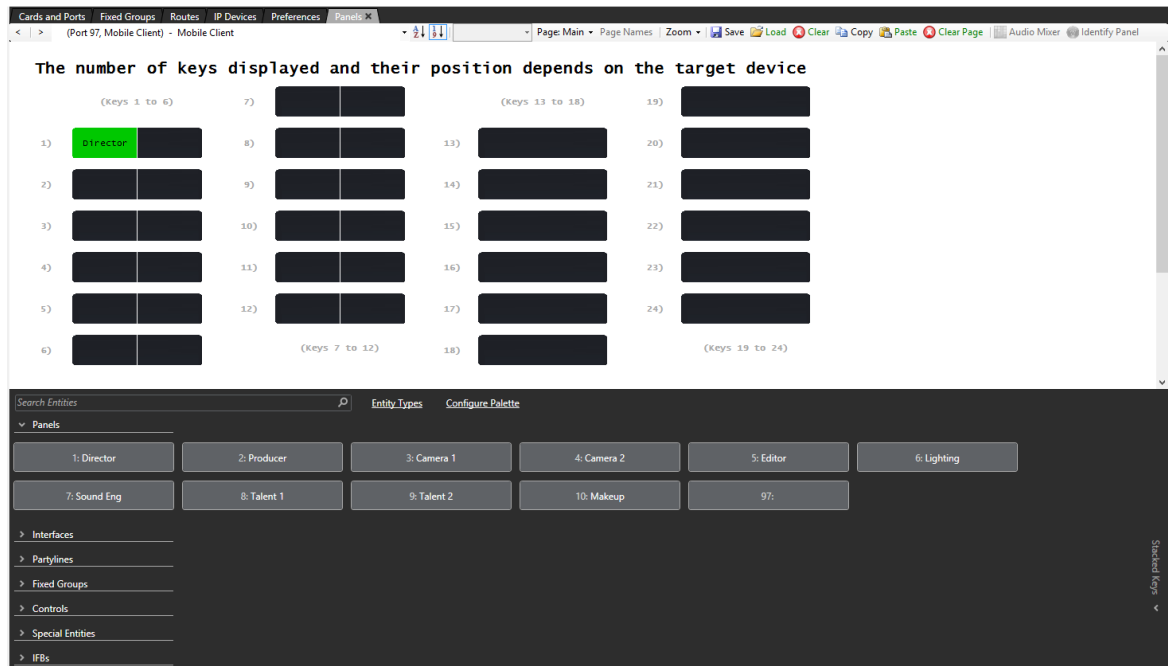 Cards and Ports Fixed Groups Routes IP Devices Preferences Panels
< > (Port 97, Mobile Client) - Mobile Client Page: Main Page Names Zoom Save Load Clear Copy Paste Clear Page Audio Mixer Identify Panel
The number of keys displayed and their position depends on the target device
(Keys 1 to 6) 7) (Keys 13 to 18) 19)
1) Director 8) 13) 20)
2) 9) 14) 21)
3) 10) 15) 22)
4) 11) 16) 23)
5) 12) 17) 24)
6) (Keys 7 to 12) 18) (Keys 19 to 24)
Search Entities Entity Types Configure Palette
Panels
1: Director 2: Producer 3: Camera 1 4: Camera 2 5: Editor 6: Lighting
7: Sound Eng 8: Talent 1 9: Talent 2 10: Makeup 97:
Interfaces
Partylines
Fixed Groups
Controls
Special Entities
IFBs
Stacked Keys